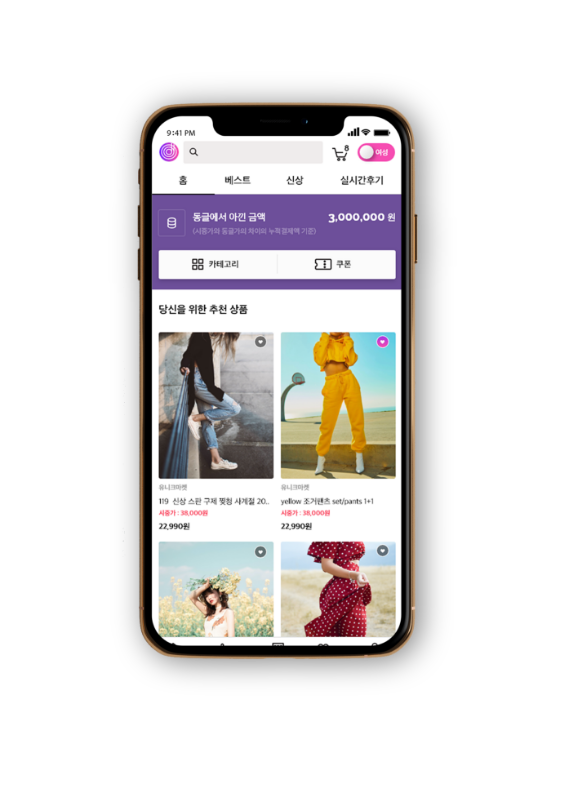 9:41 PM
8
여성
홈 베스트 신상 실시간후기
동글에서 아낀 금액 3,000,000 원
(시중가와 동글가의 차이의 누적결제액 기준)
카테고리 쿠폰
당신을 위한 추천 상품
유니크마켓 유니크마켓
119 신상 스판 구제 찢청 사계절 20.. yellow 조거팬츠 set/pants 1+1
시중가 : 38,000원 시중가 : 38,000원
22,990원 22,990원